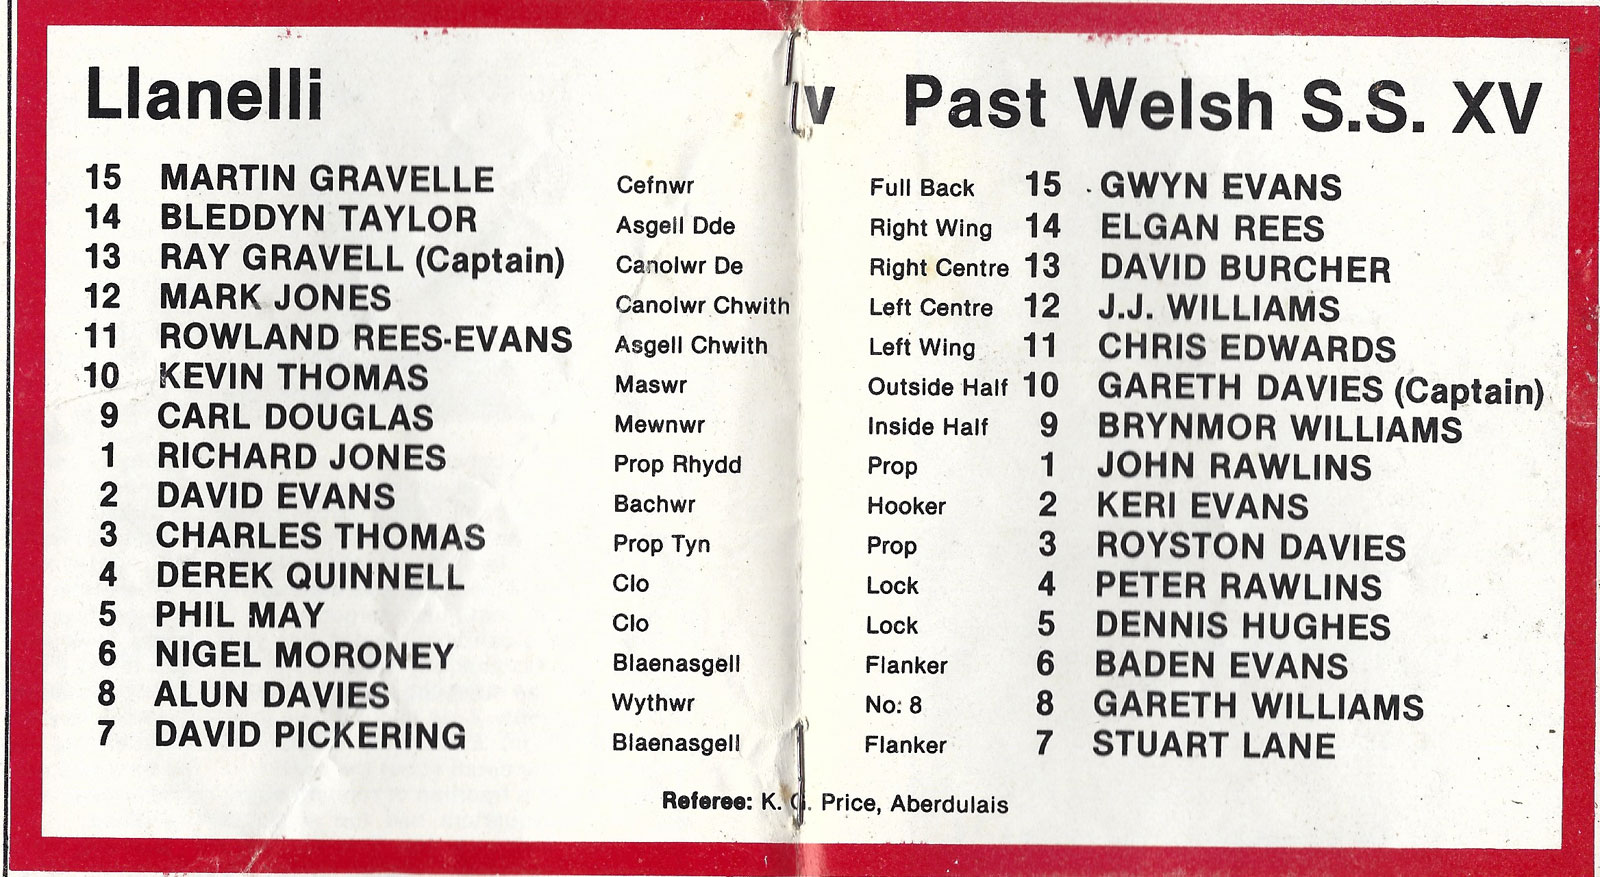 Llanelli v Past Welsh S.S. XV
15 MARTIN GRAVELLE Cefnwr Full Back 15 GWYN EVANS
14 BLEDDYN TAYLOR Asgell Dde Right Wing 14 ELGAN REES
13 RAY GRAVELL (Captain) Canolwr De Right Centre 13 DAVID BURCHER
12 MARK JONES Canolwr Chwith Left Centre 12 J.J. WILLIAMS
11 ROWLAND REES-EVANS Asgell Chwith Left Wing 11 CHRIS EDWARDS
10 KEVIN THOMAS Maswr Outside Half 10 GARETH DAVIES (Captain)
9 CARL DOUGLAS Mewnwr Inside Half 9 BRYNMOR WILLIAMS
1 RICHARD JONES Prop Rhydd Prop 1 JOHN RAWLINS
2 DAVID EVANS Bachwr Hooker 2 KERI EVANS
3 CHARLES THOMAS Prop Tyn Prop 3 ROYSTON DAVIES
4 DEREK QUINNELL Clo Lock 4 PETER RAWLINS
5 PHIL MAY Clo Lock 5 DENNIS HUGHES
6 NIGEL MORONEY Blaenasgell Flanker 6 BADEN EVANS
8 ALUN DAVIES Wythwr No: 8 8 GARETH WILLIAMS
7 DAVID PICKERING Blaenasgell Flanker 7 STUART LANE
Referee: K. G. Price, Aberdulais